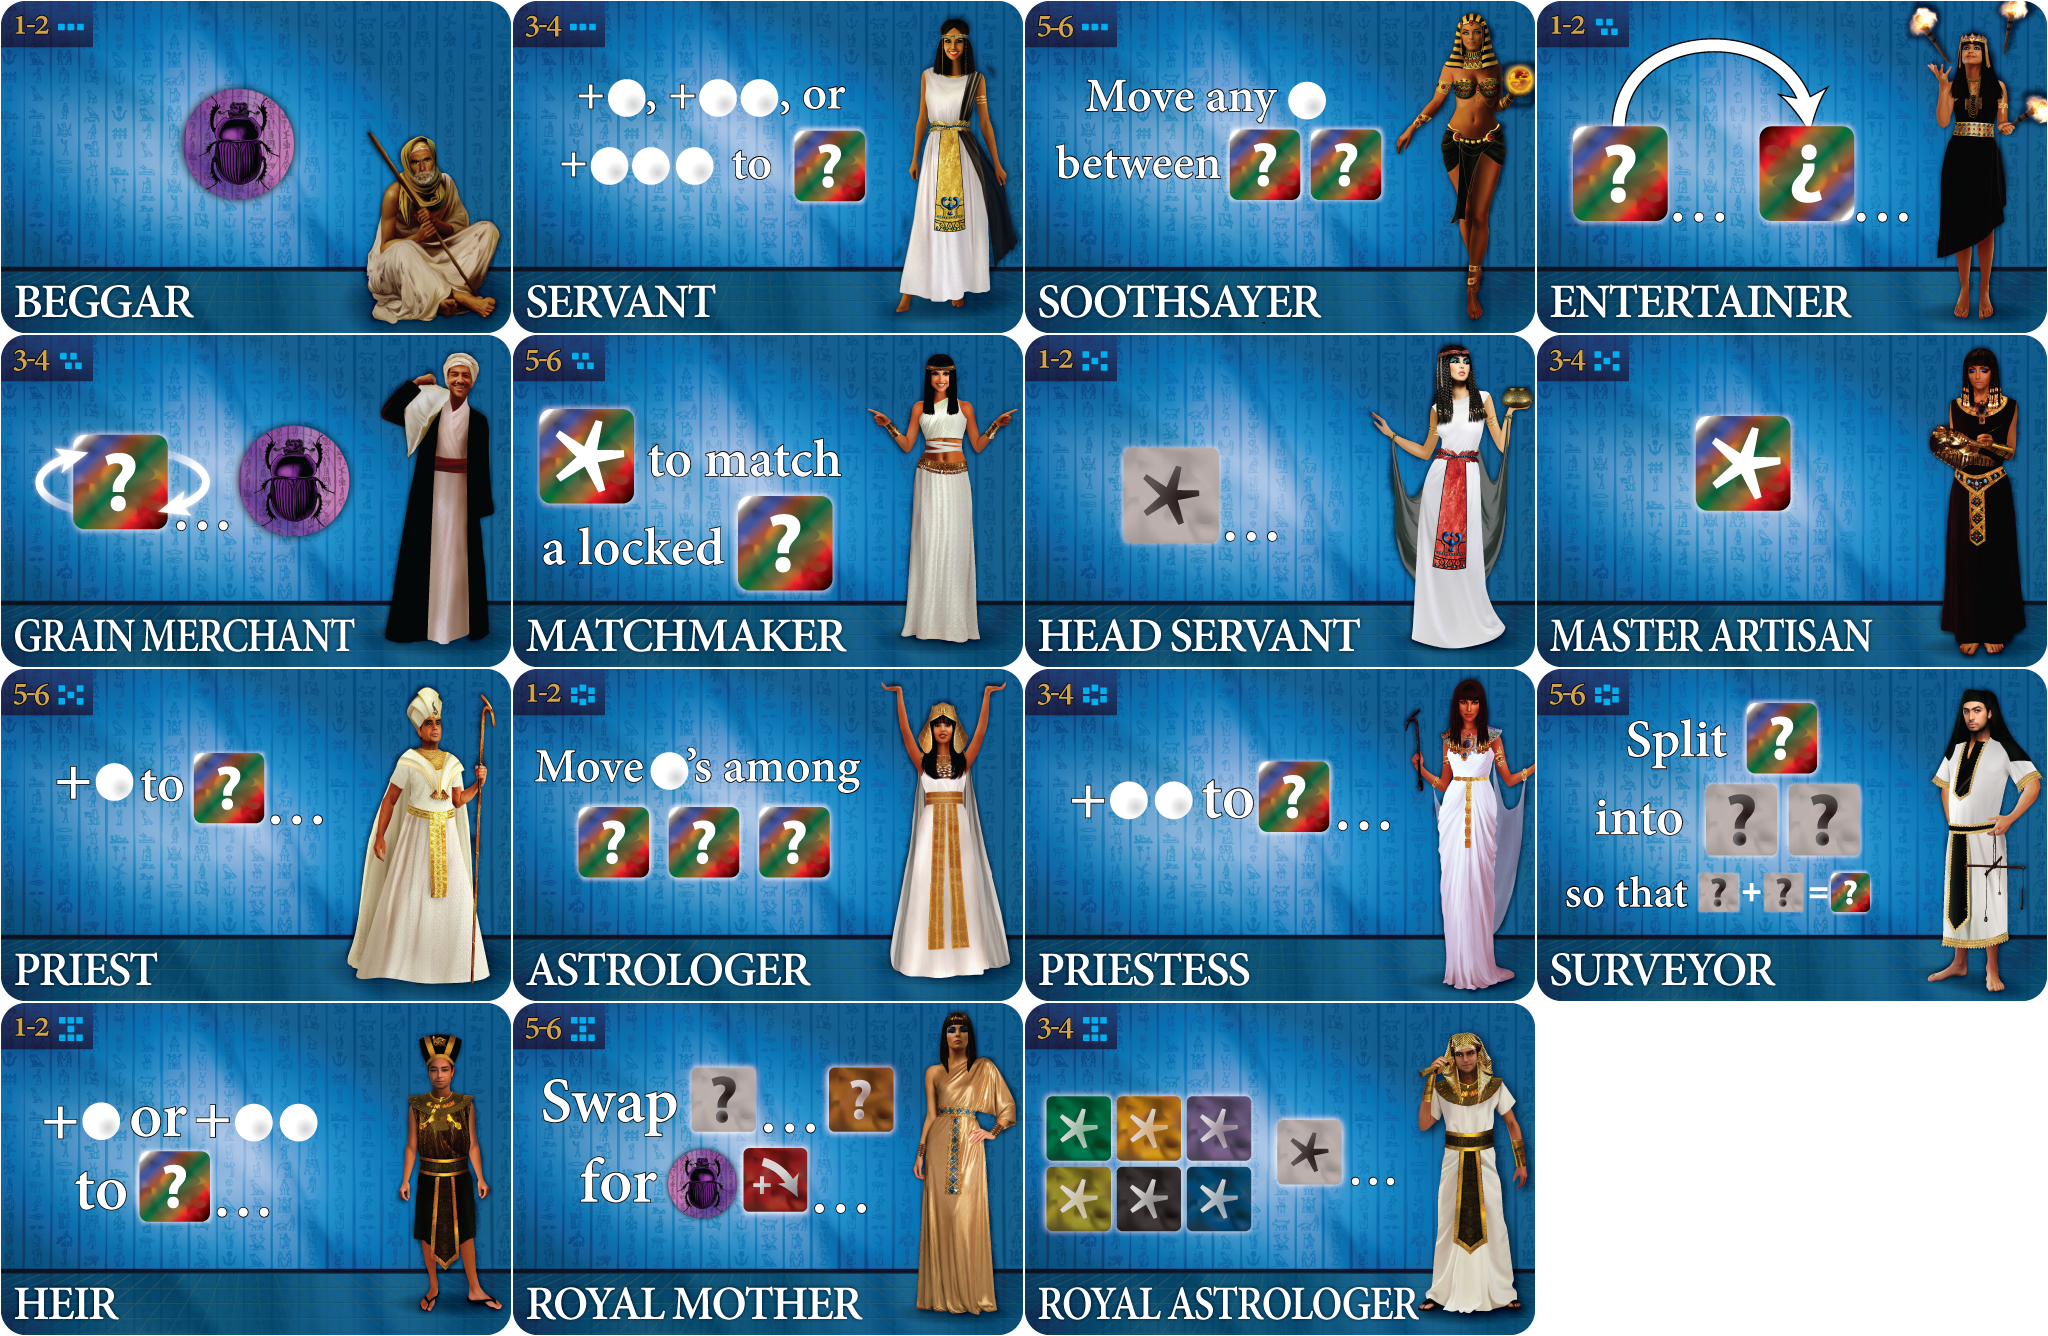 1-2
BEGGAR
3-4
+ , + , or
+ to ?
SERVANT
5-6
Move any
between ? ?
SOOTHSAYER
1-2
? ... ¿ ...
ENTERTAINER
3-4
? ...
GRAIN MERCHANT
5-6
to match
a locked ?
MATCHMAKER
1-2
...
HEAD SERVANT
3-4
MASTER ARTISAN
5-6
+ to ? ...
PRIEST
1-2
Move 's among
? ? ?
ASTROLOGER
3-4
+ to ? ...
PRIESTESS
5-6
Split ?
into ? ?
so that ? + ? = ?
SURVEYOR
1-2
+ or +
to ? ...
HEIR
5-6
Swap ? ... ?
for + ...
ROYAL MOTHER
3-4
...
ROYAL ASTROLOGER